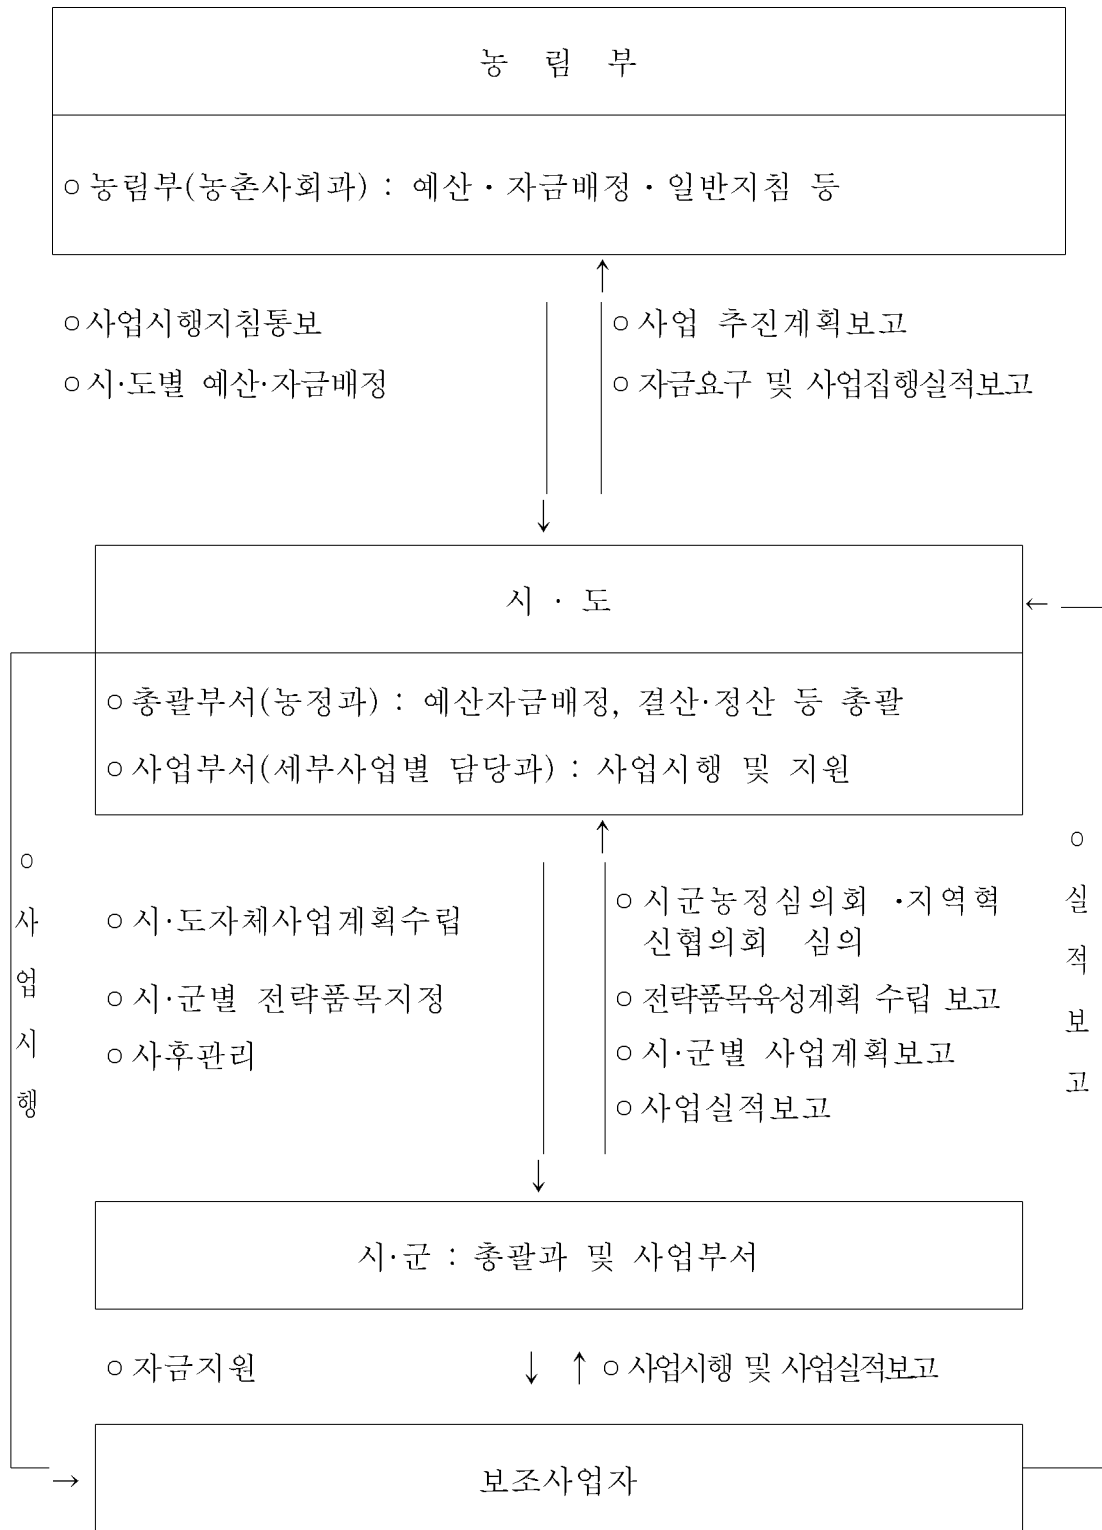 농 림 부
○ 농림부(농촌사회과) : 예산・자금배정・일반지침 등
○ 사업시행지침통보
○ 시·도별 예산·자금배정
↑
○ 사업 추진계획보고
○ 자금요구 및 사업집행실적보고
↓
시 · 도
←
○ 총괄부서(농정과) : 예산자금배정, 결산·정산 등 총괄
○ 사업부서(세부사업별 담당과) : 사업시행 및 지원
○
사
업
시
행
○ 시·도자체사업계획수립
○ 시·군별 전략품목지정
○ 사후관리
↑
○ 시군농정심의회 ·지역혁
신협의회 심의
○ 전략품목육성계획 수립 보고
○ 시·군별 사업계획보고
○ 사업실적보고
↓
○
실
적
보
고
시·군 : 총괄과 및 사업부서
○ 자금지원 ↓ ↑ ○ 사업시행 및 사업실적보고
→
보조사업자